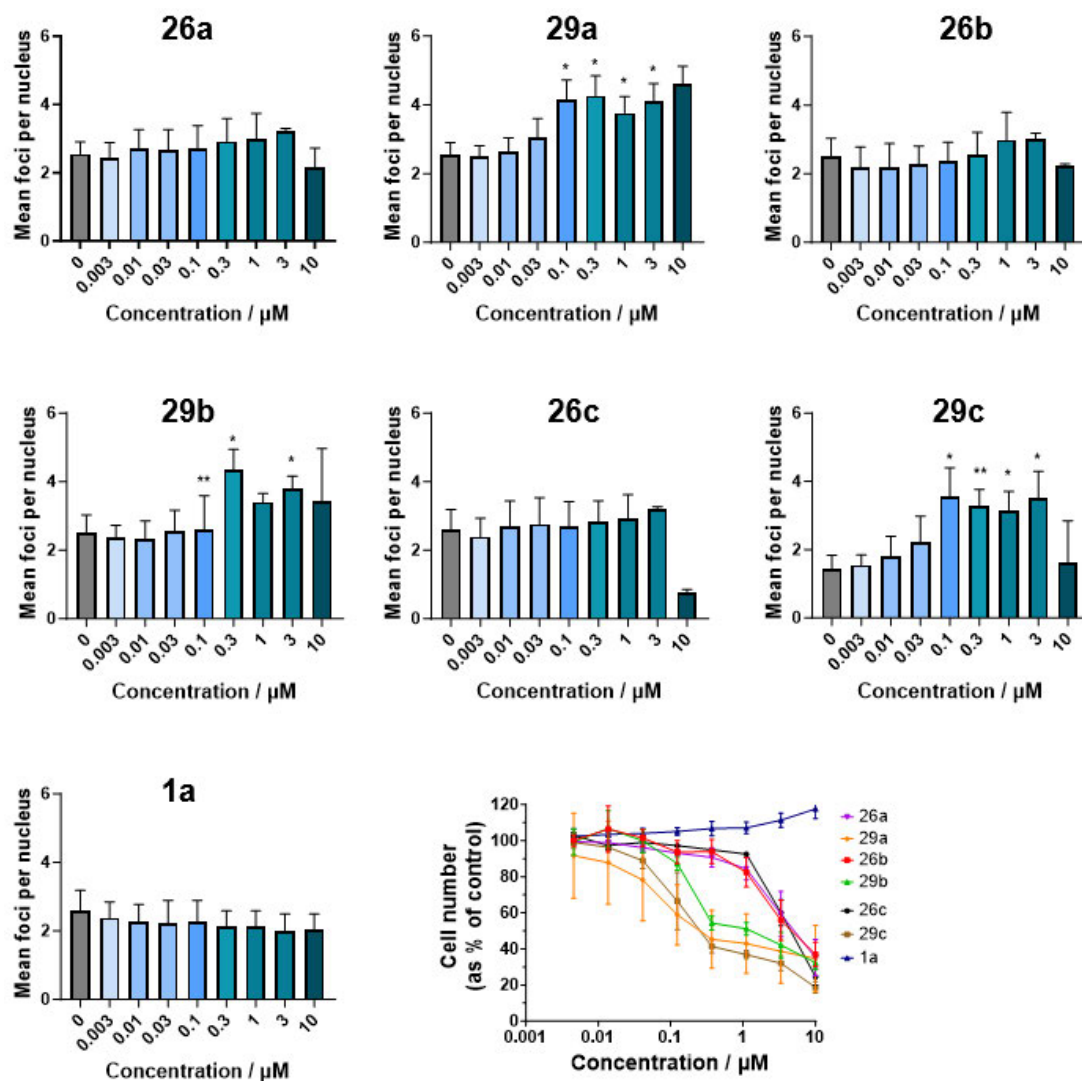 26a
Mean foci per nucleus
6
4
2
0
0 0.003 0.01 0.03 0.1 0.3 1 3 10
Concentration / µM
29a
Mean foci per nucleus
6
4
2
0
* * * *
0 0.003 0.01 0.03 0.1 0.3 1 3 10
Concentration / µM
26b
Mean foci per nucleus
6
4
2
0
0 0.003 0.01 0.03 0.1 0.3 1 3 10
Concentration / µM
29b
Mean foci per nucleus
6
4
2
0
** * *
0 0.003 0.01 0.03 0.1 0.3 1 3 10
Concentration / µM
26c
Mean foci per nucleus
6
4
2
0
0 0.003 0.01 0.03 0.1 0.3 1 3 10
Concentration / µM
29c
Mean foci per nucleus
6
4
2
0
* ** * *
0 0.003 0.01 0.03 0.1 0.3 1 3 10
Concentration / µM
1a
Mean foci per nucleus
6
4
2
0
0 0.003 0.01 0.03 0.1 0.3 1 3 10
Concentration / µM
Cell number
(as % of control)
120
100
80
60
40
20
0
0.001 0.01 0.1 1 10
Concentration / µM
26a
29a
26b
29b
26c
29c
1a